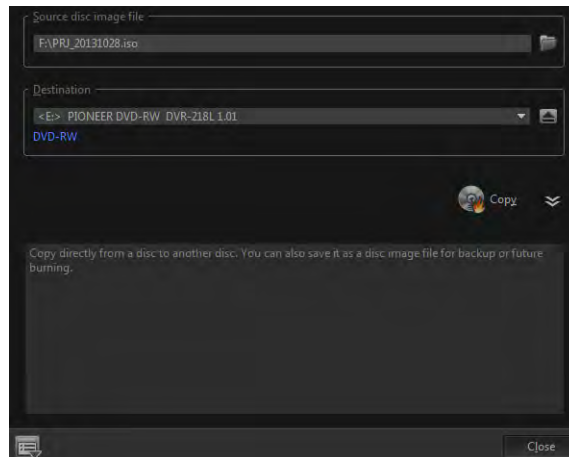 Source disc image file
F:\PRJ_20131028.iso
Destination
<E:> PIONEER DVD-RW DVR-218L 1.01
DVD-RW
Copy
Copy directly from a disc to another disc. You can also save it as a disc image file for backup or future
burning.
Close